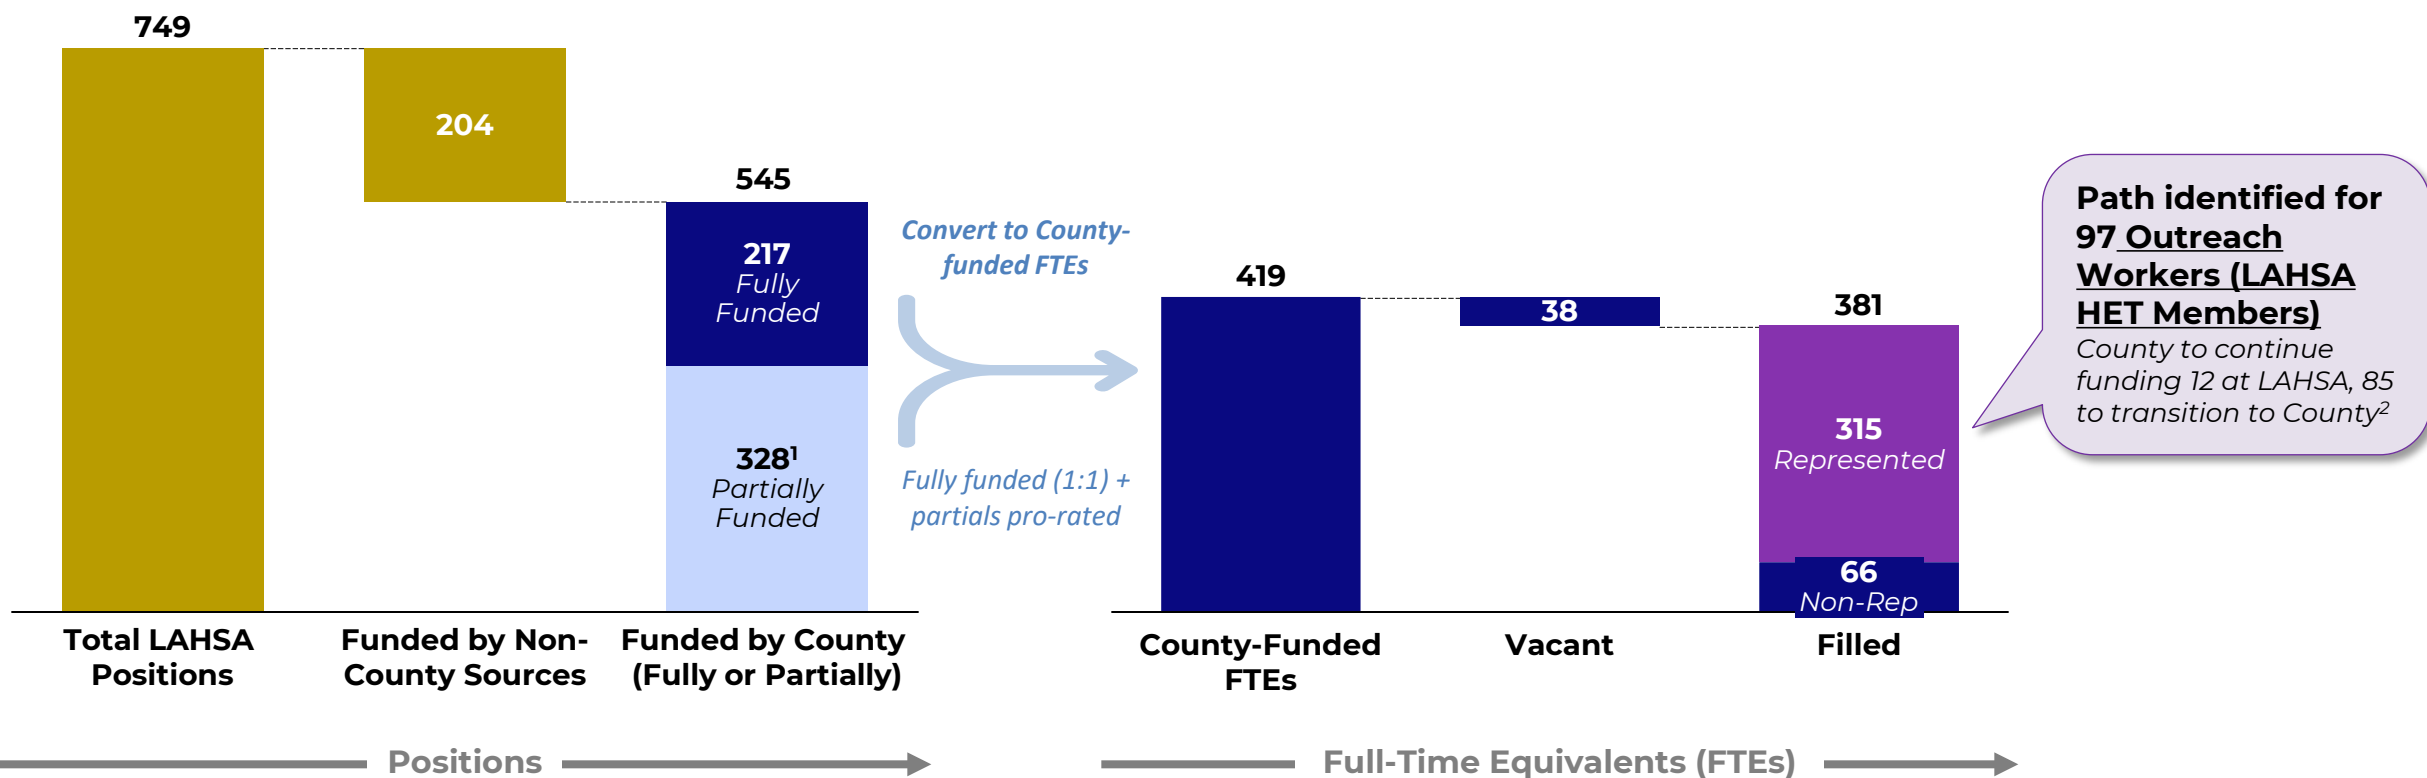 749
204
545
217
Fully
Funded
328¹
Partially
Funded
Total LAHSA
Positions
Funded by Non-
County Sources
Funded by County
(Fully or Partially)
Positions
Convert to County-
funded FTEs
Fully funded (1:1) +
partials pro-rated
419
38
381
315
Represented
66
Non-Rep
County-Funded
FTEs
Vacant
Filled
Full-Time Equivalents (FTEs)
Path identified for
97 Outreach
Workers (LAHSA
HET Members)
County to continue
funding 12 at LAHSA, 85
to transition to County²